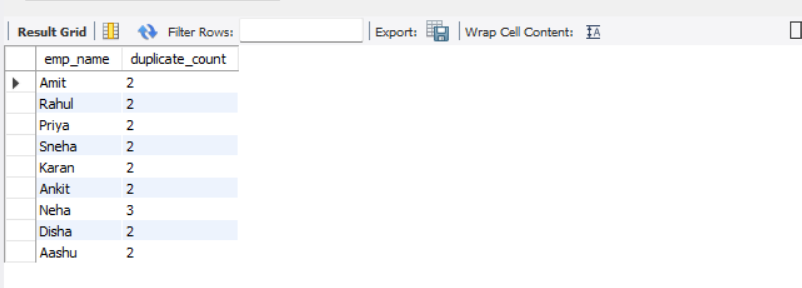 Result Grid Filter Rows: Export: Wrap Cell Content: IA
emp_name duplicate_count
Amit 2
Rahul 2
Priya 2
Sneha 2
Karan 2
Ankit 2
Neha 3
Disha 2
Aashu 2